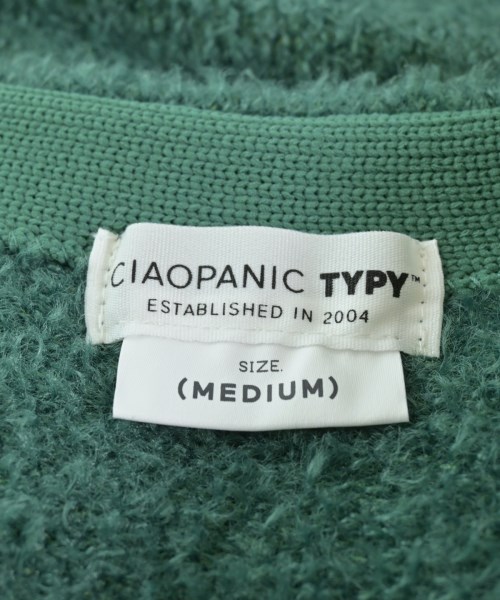 CIAOPANIC TYPY™
ESTABLISHED IN 2004
SIZE.
(MEDIUM)